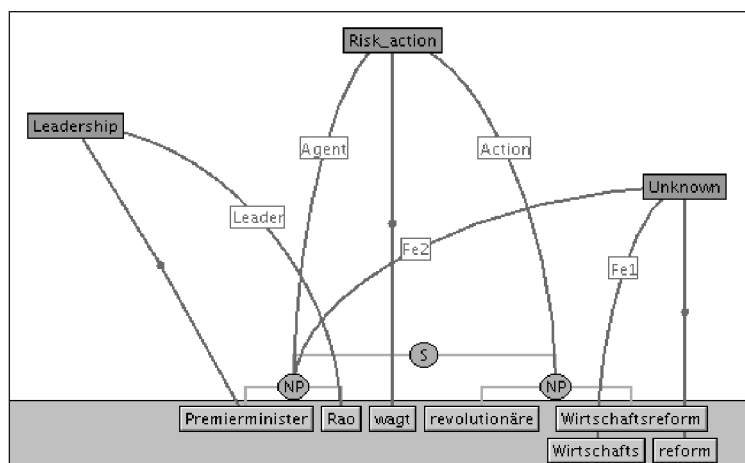 Risk_action
Leadership
Agent
Action
Unknown
Leader
Fe2
Fe1
S
NP NP
Premierminister Rao wagt revolutionäre Wirtschaftsreform
Wirtschafts reform